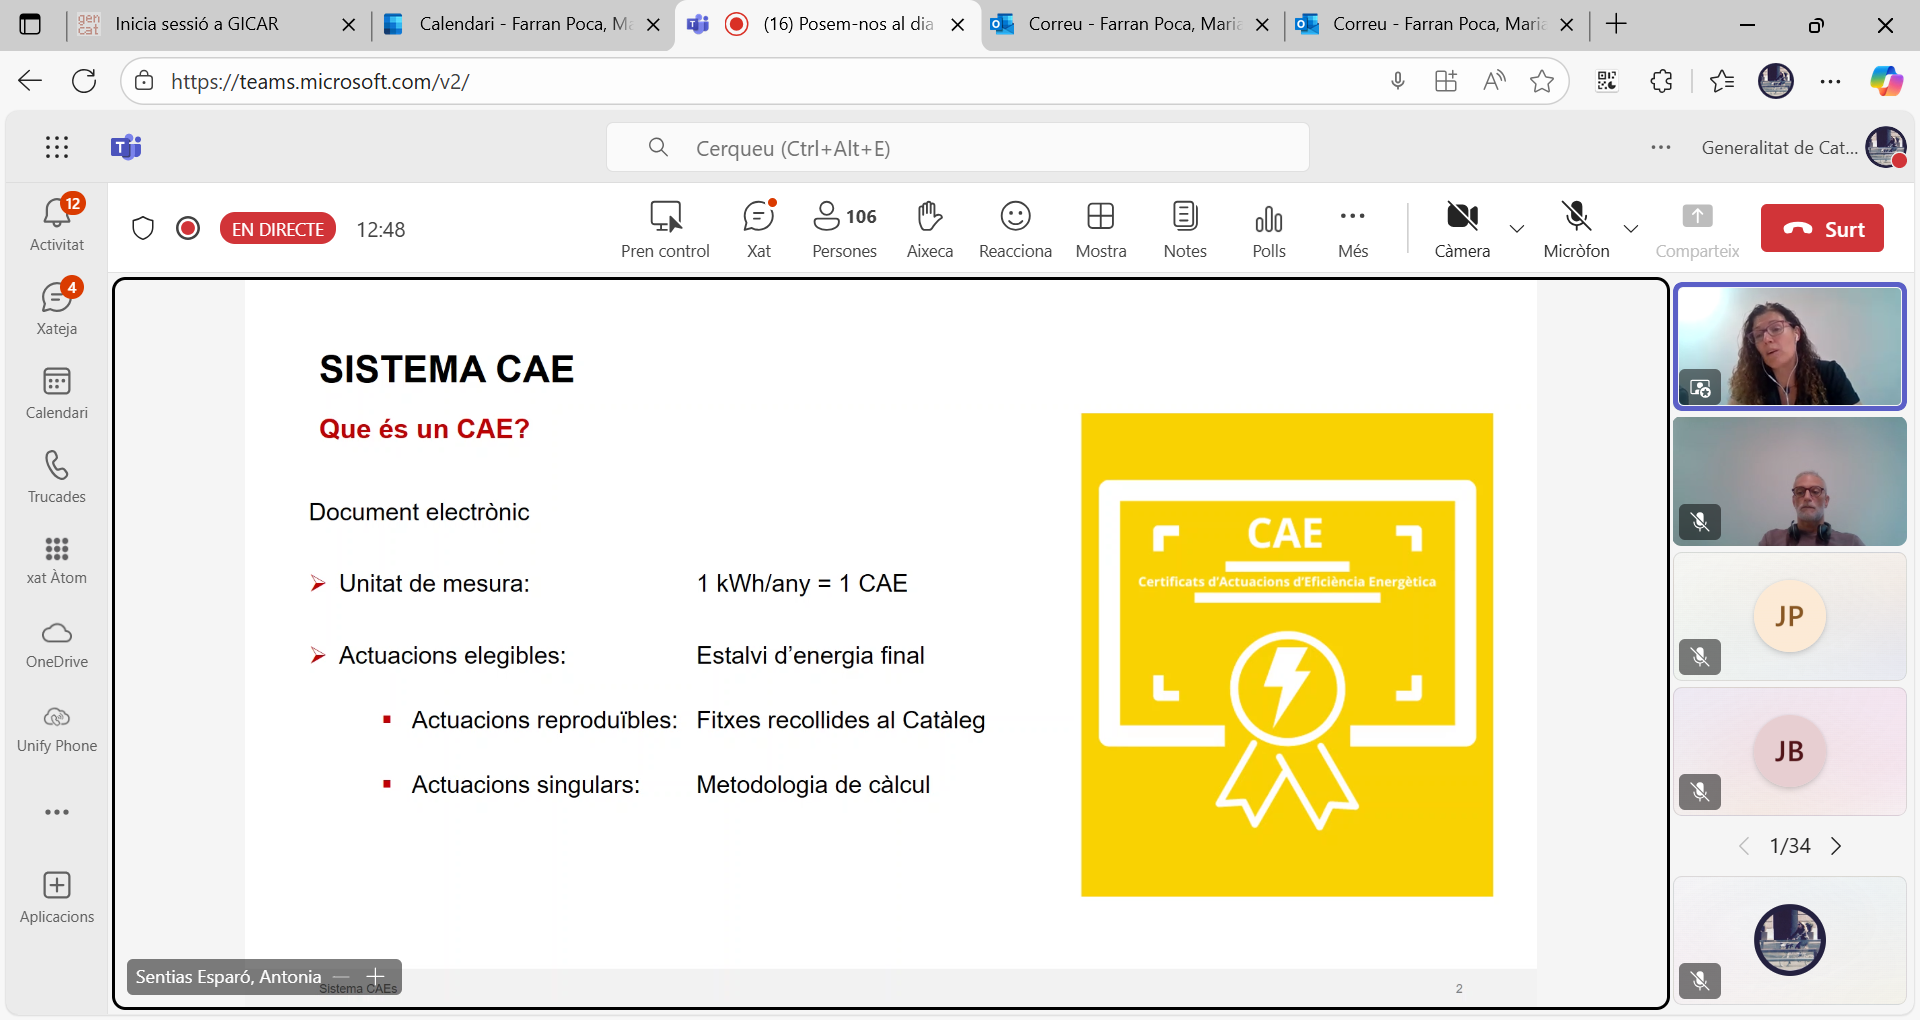 Inicia sessió a GICAR
Calendari - Farran Poca, Ma
(16) Posem-nos al dia
Correu - Farran Poca, Maria
Correu - Farran Poca, Maria
https://teams.microsoft.com/v2/
Cerqueu (Ctrl+Alt+E)
Generalitat de Cat...
12
Activitat
4
Xateja
Calendari
Trucades
xat Àtom
OneDrive
Unify Phone
Aplicacions
EN DIRECTE
12:48
Pren control
Xat
106
Persones
Aixeca
Reacciona
Mostra
Notes
Polls
Més
Càmera
Micròfon
Comparteix
Surt
SISTEMA CAE
Que és un CAE?
Document electrònic
Unitat de mesura: 1 kWh/any = 1 CAE
Actuacions elegibles: Estalvi d’energia final
Actuacions reproduïbles: Fitxes recollides al Catàleg
Actuacions singulars: Metodologia de càlcul
CAE
Certificats d’Actuacions d’Eficiència Energètica
Sentias Esparó, Antonia
Sistema CAEs
2
JP
JB
1/34